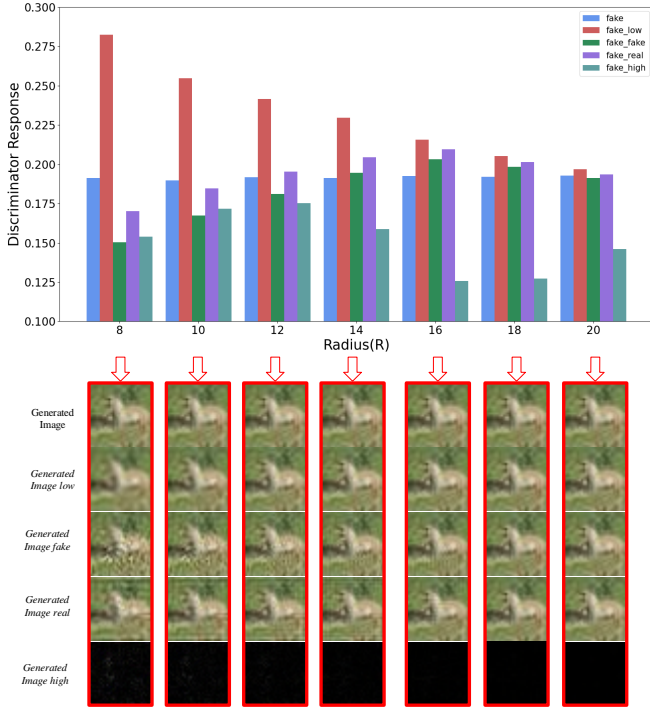 0.300
0.275
0.250
0.225
0.200
0.175
0.150
0.125
0.100
Discriminator Response
fake
fake_low
fake_fake
fake_real
fake_high
8 10 12 14 16 18 20
Radius(R)
Generated
Image
Generated
Image low
Generated
Image fake
Generated
Image real
Generated
Image high